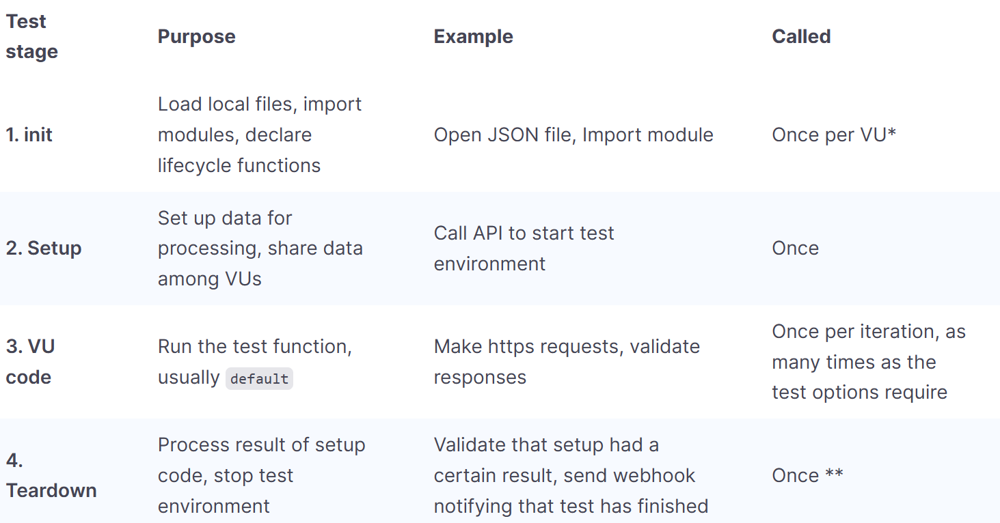 Test
stage
Purpose
Example
Called
1. init
Load local files, import
modules, declare
lifecycle functions
Open JSON file, Import module
Once per VU*
2. Setup
Set up data for
processing, share data
among VUs
Call API to start test
environment
Once
3. VU
code
Run the test function,
usually default
Make https requests, validate
responses
Once per iteration, as
many times as the
test options require
4.
Teardown
Process result of setup
code, stop test
environment
Validate that setup had a
certain result, send webhook
notifying that test has finished
Once **